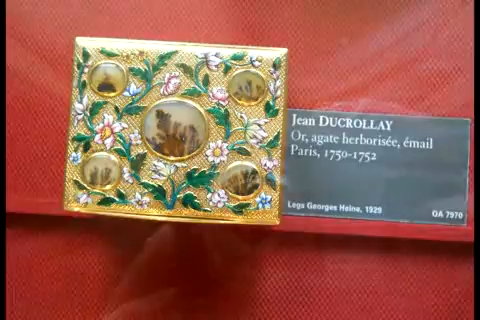 Jean DUCROLLAY
Or, agate herborisée, émail
Paris, 1750-1752
Legs Georges Heine, 1929
OA 7970